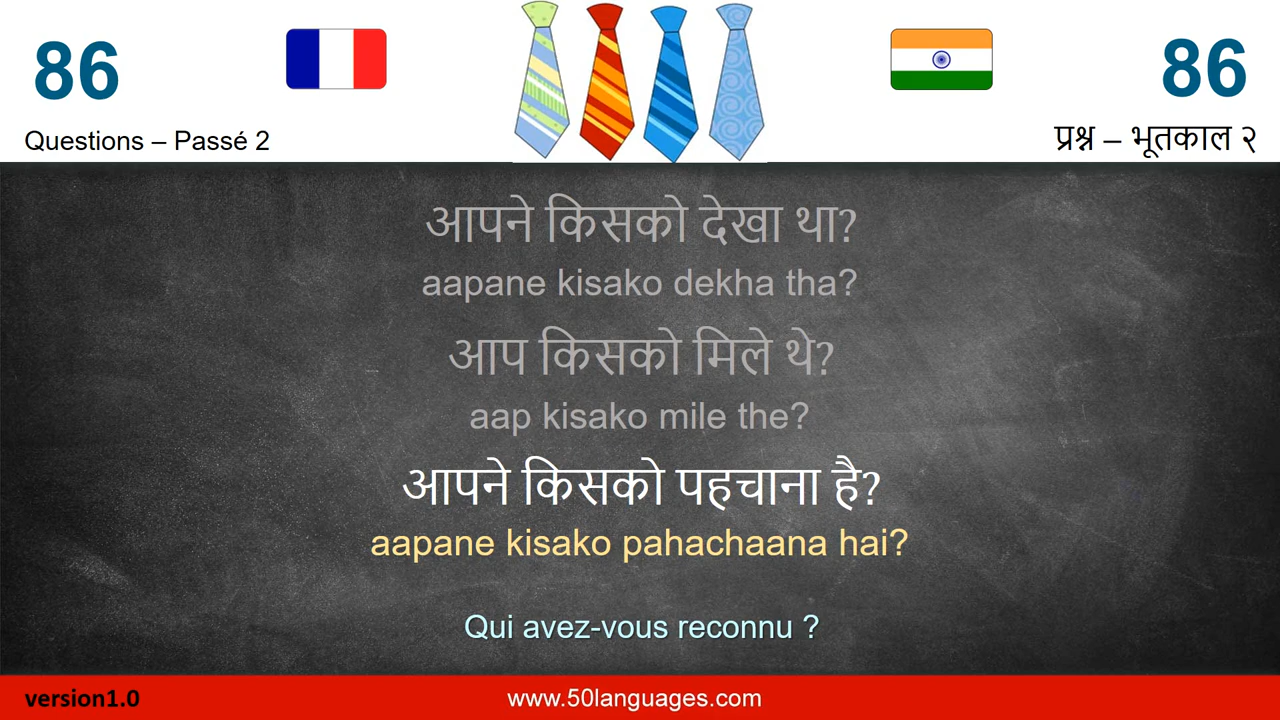 86
86
Questions – Passé 2
प्रश्न – भूतकाल २
आपने किसको देखा था?
aapane kisako dekha tha?
आप किसको मिले थे?
aap kisako mile the?
आपने किसको पहचाना है?
aapane kisako pahachaana hai?
Qui avez-vous reconnu ?
version1.0
www.50languages.com